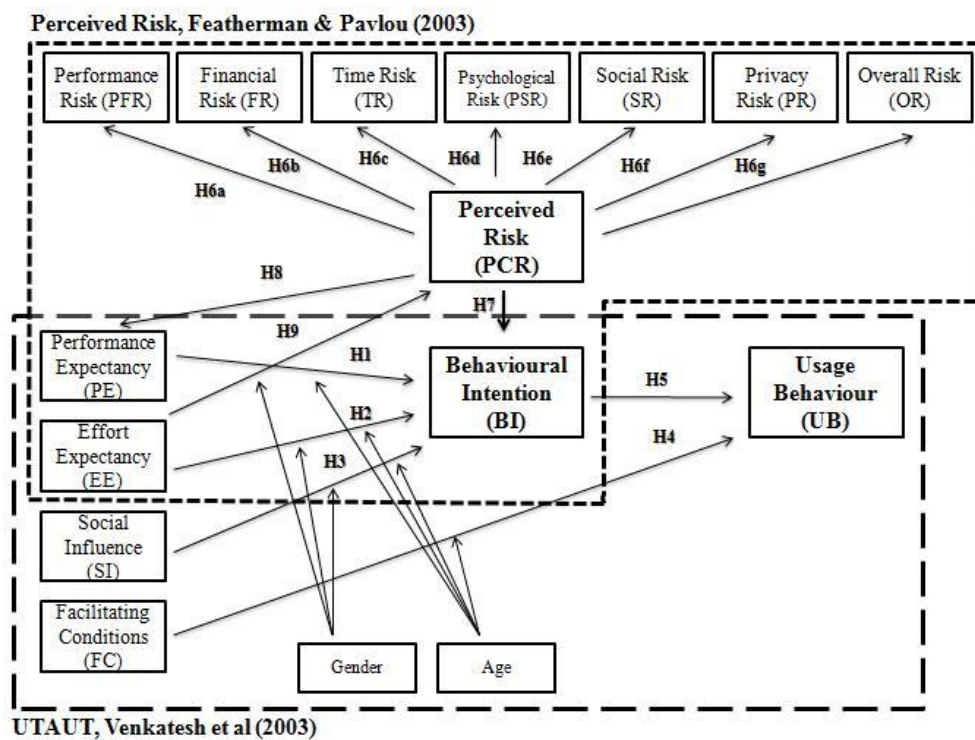 Perceived Risk, Featherman & Pavlou (2003)
Performance
Risk (PFR)
Financial
Risk (FR)
Time Risk
(TR)
Psychological
Risk (PSR)
Social Risk
(SR)
Privacy
Risk (PR)
Overall Risk
(OR)
H6a
H6b
H6c
H6d
H6e
H6f
H6g
Perceived
Risk
(PCR)
H8
H7
H9
Performance
Expectancy
(PE)
H1
Behavioural
Intention
(BI)
H5
Usage
Behaviour
(UB)
Effort
Expectancy
(EE)
H2
H3
H4
Social
Influence
(SI)
Facilitating
Conditions
(FC)
Gender
Age
UTAUT, Venkatesh et al (2003)